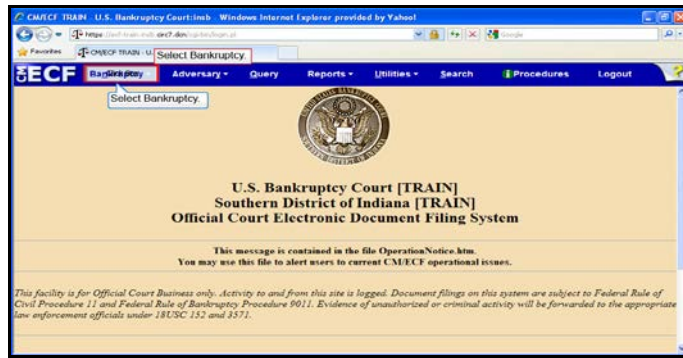 CM/ECF TRAIN - U.S. Bankruptcy Court:insb - Windows Internet Explorer provided by Yahoo!
Google
Favorites CM/ECF TRAIN - U.
Select Bankruptcy.
CM ECF Adversary Query Reports Utilities Search Procedures Logout ?
Select Bankruptcy.
U.S. Bankruptcy Court [TRAIN]
Southern District of Indiana [TRAIN]
Official Court Electronic Document Filing System
This message is contained in the file OperationNotice.htm.
You may use this file to alert users to current CM/ECF operational issues.
This facility is for Official Court Business only. Activity to and from this site is logged. Document filings on this system are subject to Federal Rule of
Civil Procedure 11 and Federal Rule of Bankruptcy Procedure 9011. Evidence of unauthorized or criminal activity will be forwarded to the appropriate
law enforcement officials under 18USC 152 and 3571.